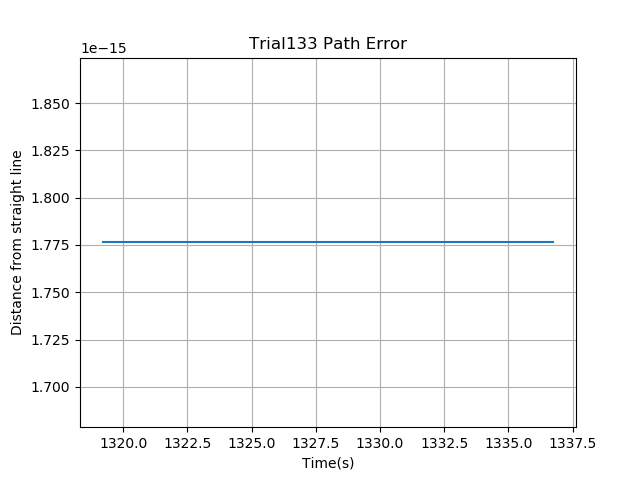 Trial133 Path Error
1e−15
1.850
1.825
1.800
1.775
1.750
1.725
1.700
Distance from straight line
1320.0 1322.5 1325.0 1327.5 1330.0 1332.5 1335.0 1337.5
Time(s)